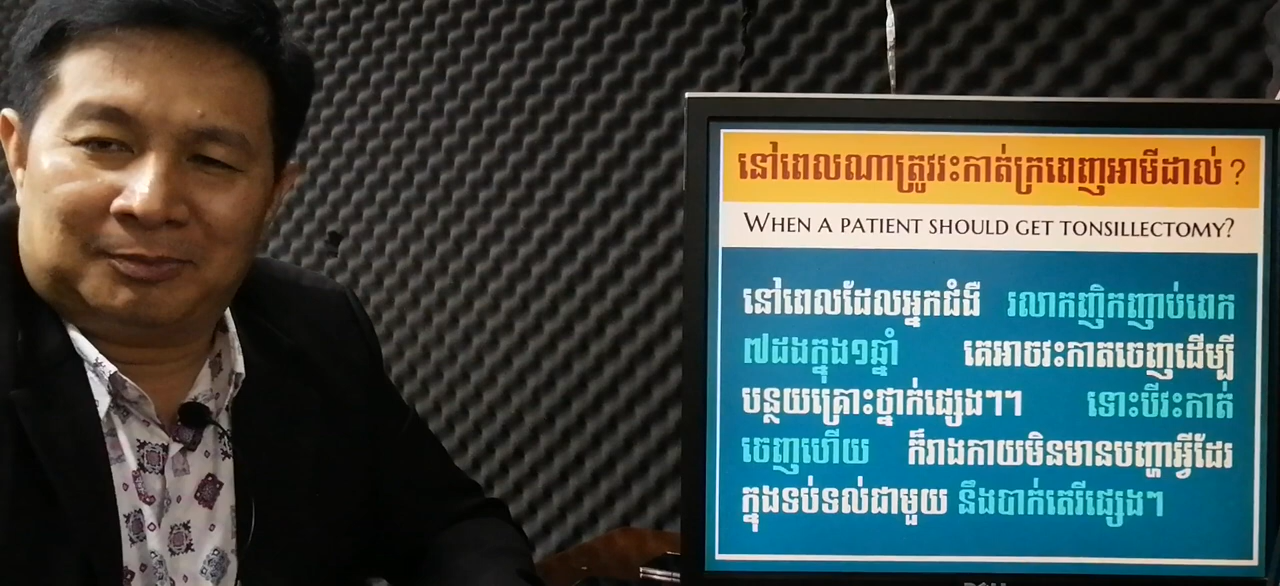 នៅពេលណាត្រូវវះកាត់ក្រពេញអាមីដាល់ ?
WHEN A PATIENT SHOULD GET TONSILLECTOMY?
នៅពេលដែលអ្នកជំងឺ រលាកញឹកញាប់ពេក
៧ដងក្នុង១ឆ្នាំ គេអាចវះកាតចេញដើម្បី
បន្ថយគ្រោះថ្នាក់ផ្សេងៗ។ ទោះបីវះកាត់
ចេញហើយ ក៏រាងកាយមិនមានបញ្ហាអ្វីដែរ
ក្នុងទប់ទល់ជាមួយ នឹងបាក់តេរីផ្សេងៗ